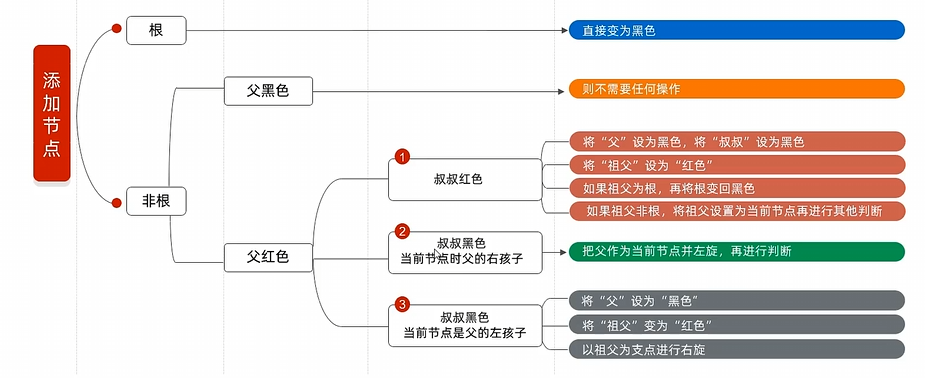 添加节点
根
直接变为黑色
父黑色
则不需要任何操作
非根
父红色
1
叔叔红色
将“父”设为黑色，将“叔叔”设为黑色
将“祖父”设为“红色”
如果祖父为根，再将根变回黑色
如果祖父非根，将祖父设置为当前节点再进行其他判断
2
叔叔黑色
当前节点时父的右孩子
把父作为当前节点并左旋，再进行判断
3
叔叔黑色
当前节点是父的左孩子
将“父”设为“黑色”
将“祖父”变为“红色”
以祖父为支点进行右旋